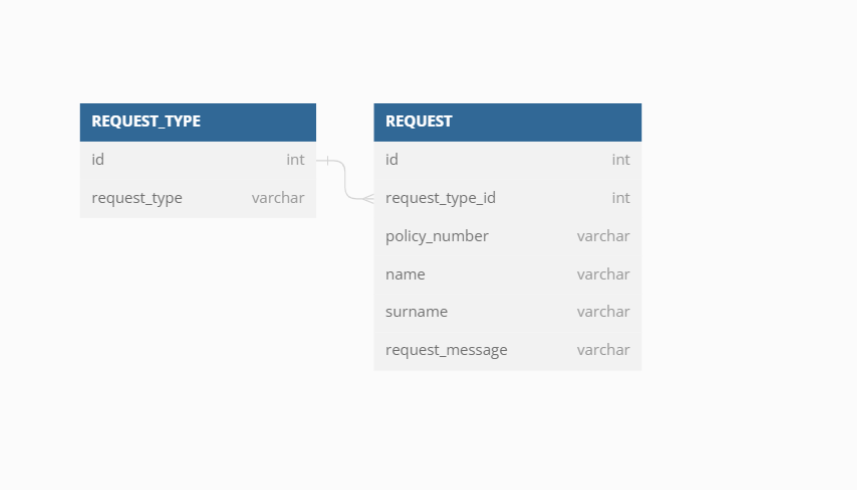 REQUEST_TYPE
id int
request_type varchar
REQUEST
id int
request_type_id int
policy_number varchar
name varchar
surname varchar
request_message varchar